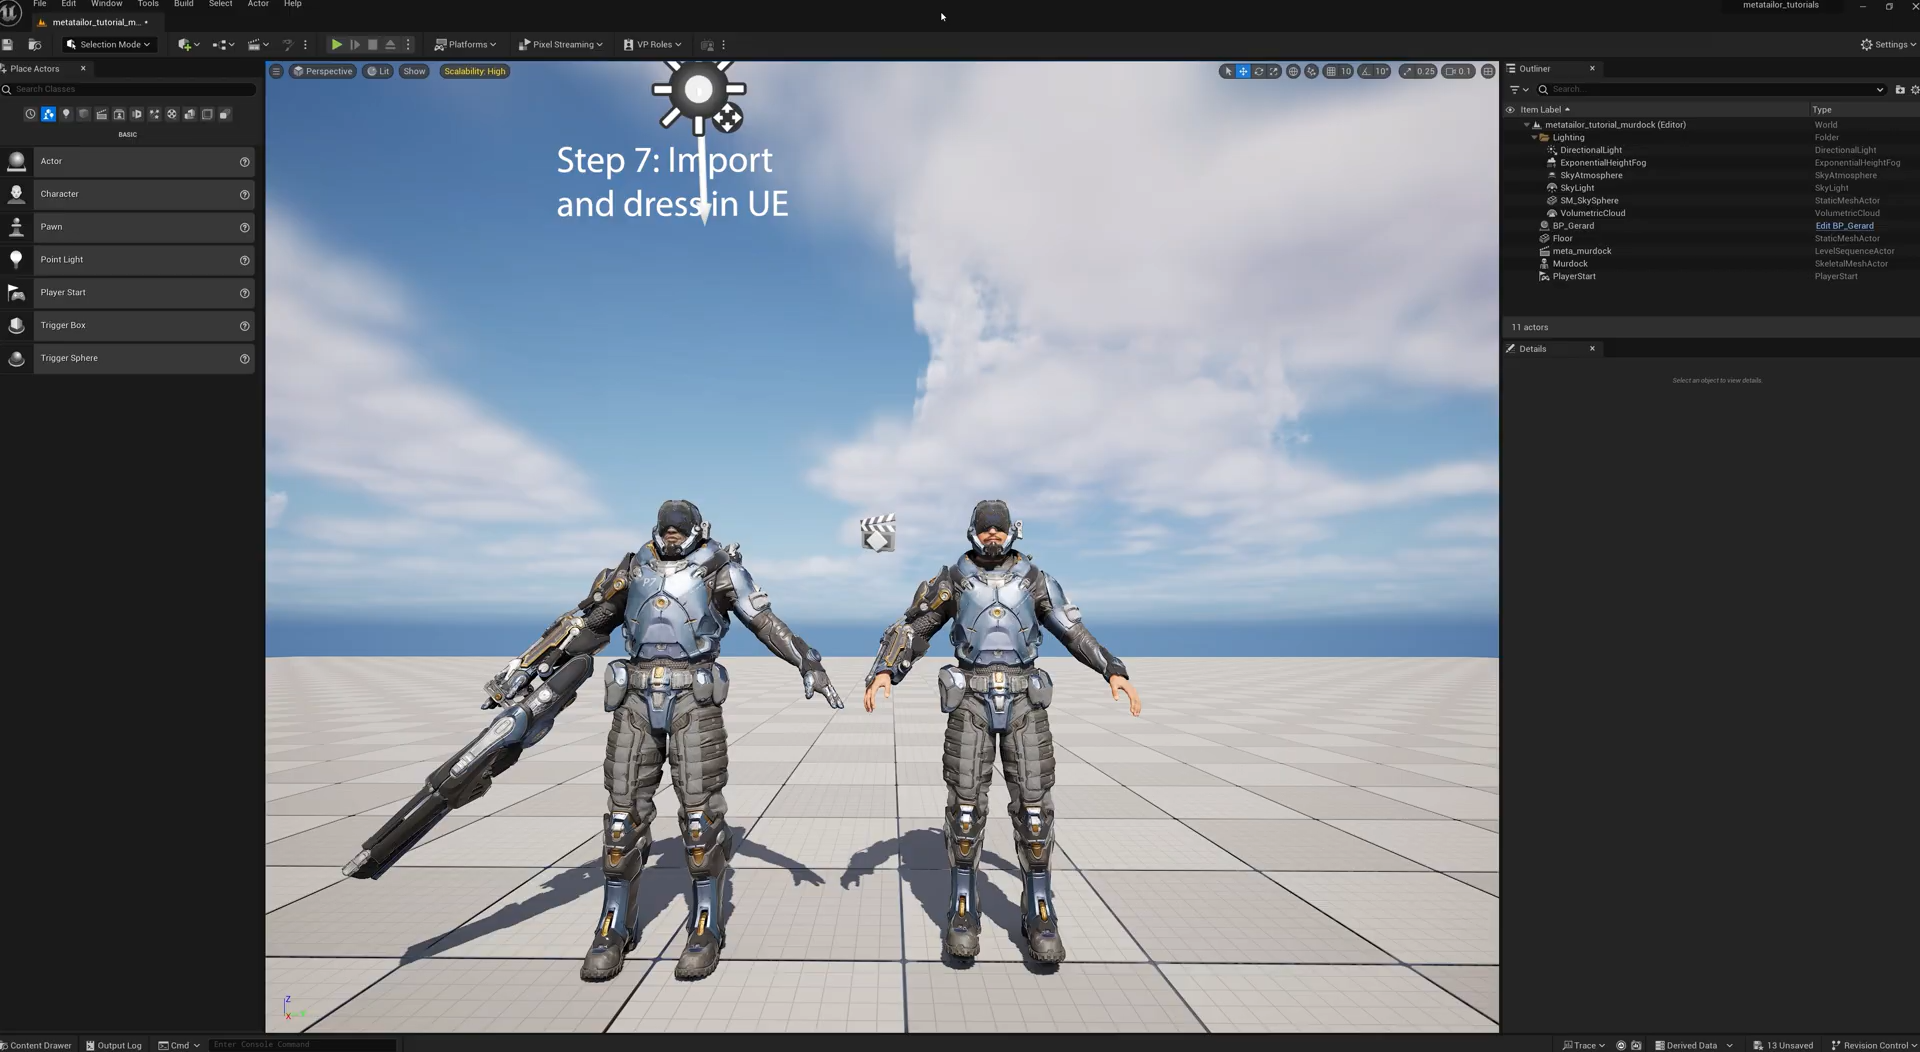 File Edit Window Tools Build Select Actor Help
metatailor_tutorials
metatailor_tutorial_m... •
Selection Mode
Platforms
Pixel Streaming
VP Roles
Settings
Place Actors
Search Classes
BASIC
Actor
Character
Pawn
Point Light
Player Start
Trigger Box
Trigger Sphere
Perspective
Lit
Show
Scalability: High
10
10°
0.25
0.1
Step 7: Import
and dress in UE
P7
Z
X
Outliner
Search...
Item Label Type
metatailor_tutorial_murdock (Editor) World
Lighting Folder
DirectionalLight DirectionalLight
ExponentialHeightFog ExponentialHeightFog
SkyAtmosphere SkyAtmosphere
SkyLight SkyLight
SM_SkySphere StaticMeshActor
VolumetricCloud VolumetricCloud
BP_Gerard Edit BP_Gerard
Floor StaticMeshActor
meta_murdock LevelSequenceActor
Murdock SkeletalMeshActor
PlayerStart PlayerStart
11 actors
Details
Select an object to view details.
Content Drawer
Output Log
Cmd
Enter Console Command
Trace
Derived Data
13 Unsaved
Revision Control